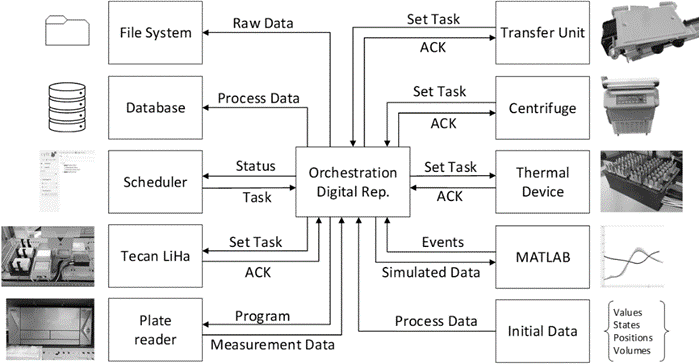 File System
Raw Data
Set Task
ACK
Transfer Unit
Database
Process Data
Set Task
ACK
Centrifuge
Scheduler
Status
Task
Orchestration
Digital Rep.
Set Task
ACK
Thermal
Device
Tecan LiHa
Set Task
ACK
Events
Simulated Data
MATLAB
Plate
reader
Program
Measurement Data
Process Data
Initial Data
Values
States
Positions
Volumes